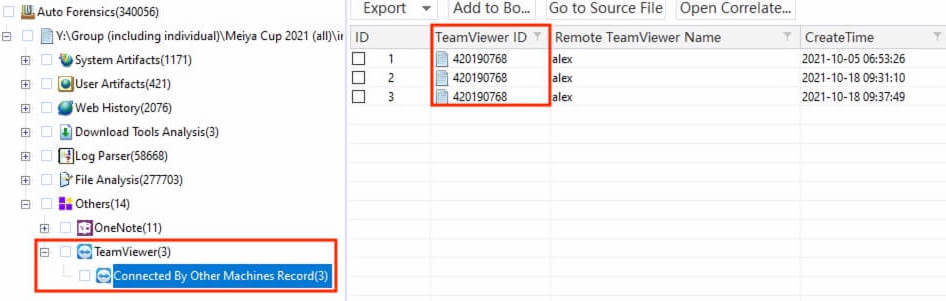 Auto Forensics(340056)
Y:\Group (including individual)\Meiya Cup 2021 (all)\in
System Artifacts(1171)
User Artifacts(421)
Web History(2076)
Download Tools Analysis(3)
Log Parser(58668)
File Analysis(277703)
Others(14)
OneNote(11)
TeamViewer(3)
Connected By Other Machines Record(3)
Export Add to Bo... Go to Source File Open Correlate...
ID TeamViewer ID Remote TeamViewer Name CreateTime
1 420190768 alex 2021-10-05 06:53:26
2 420190768 alex 2021-10-18 09:31:10
3 420190768 alex 2021-10-18 09:37:49